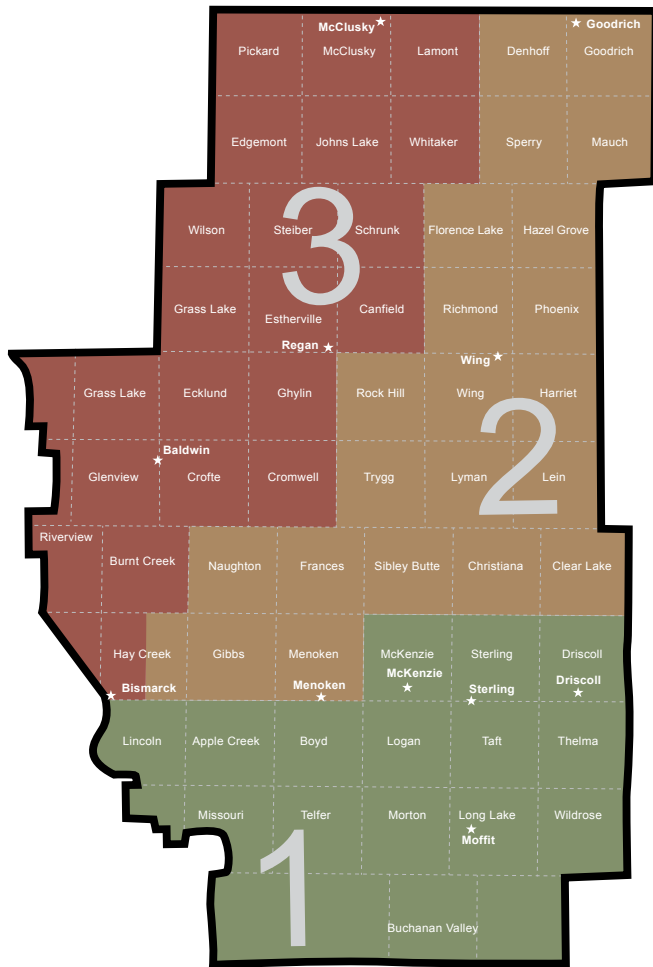 McClusky
Goodrich
Pickard
McClusky
Lamont
Denhoff
Goodrich
Edgemont
Johns Lake
Whitaker
Sperry
Mauch
Wilson
Steiber
Schrunk
Florence Lake
Hazel Grove
3
Grass Lake
Estherville
Canfield
Richmond
Phoenix
Regan
Wing
Grass Lake
Ecklund
Ghylin
Rock Hill
Wing
Harriet
2
Baldwin
Glenview
Crofte
Cromwell
Trygg
Lyman
Lein
Riverview
Burnt Creek
Naughton
Frances
Sibley Butte
Christiana
Clear Lake
Hay Creek
Gibbs
Menoken
McKenzie
Sterling
Driscoll
McKenzie
Driscoll
Bismarck
Menoken
Sterling
Lincoln
Apple Creek
Boyd
Logan
Taft
Thelma
Missouri
Telfer
Morton
Long Lake
Wildrose
Moffit
1
Buchanan Valley